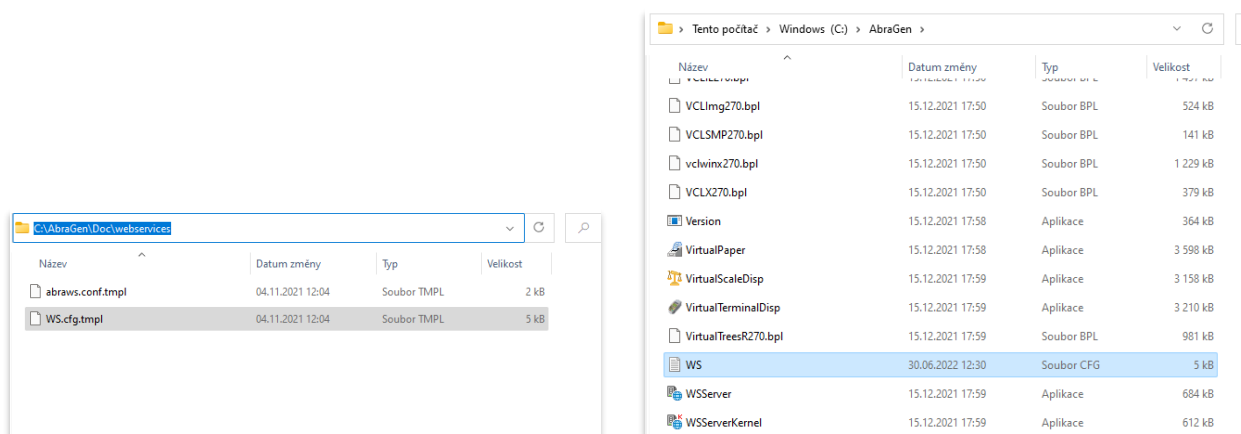 C:\AbraGen\Doc\webservices
Název Datum změny Typ Velikost
abraws.conf.tmpl 04.11.2021 12:04 Soubor TMPL 2 kB
WS.cfg.tmpl 04.11.2021 12:04 Soubor TMPL 5 kB
Tento počítač Windows (C:) AbraGen
Název Datum změny Typ Velikost
VCLImg270.bpl 15.12.2021 17:50 Soubor BPL 524 kB
VCLSMP270.bpl 15.12.2021 17:50 Soubor BPL 141 kB
vclwinx270.bpl 15.12.2021 17:50 Soubor BPL 1 229 kB
VCLX270.bpl 15.12.2021 17:50 Soubor BPL 379 kB
Version 15.12.2021 17:58 Aplikace 364 kB
VirtualPaper 15.12.2021 17:58 Aplikace 3 598 kB
VirtualScaleDisp 15.12.2021 17:59 Aplikace 3 158 kB
VirtualTerminalDisp 15.12.2021 17:59 Aplikace 3 210 kB
VirtualTreesR270.bpl 15.12.2021 17:59 Soubor BPL 981 kB
WS 30.06.2022 12:30 Soubor CFG 5 kB
WSServer 15.12.2021 17:59 Aplikace 684 kB
WSServerKernel 15.12.2021 17:59 Aplikace 612 kB